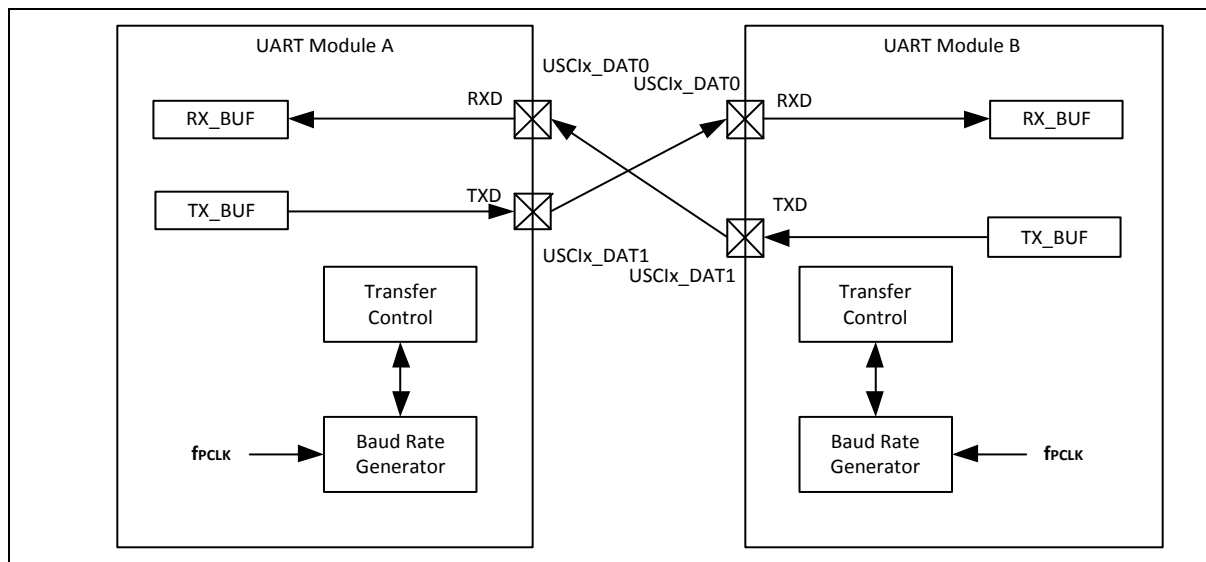 UART Module A
UART Module B
USCIx_DAT0
USCIx_DAT0
RXD
RXD
RX_BUF
RX_BUF
TXD
TXD
TX_BUF
TX_BUF
USCIx_DAT1
USCIx_DAT1
Transfer
Control
Transfer
Control
fPCLK
Baud Rate
Generator
Baud Rate
Generator
fPCLK